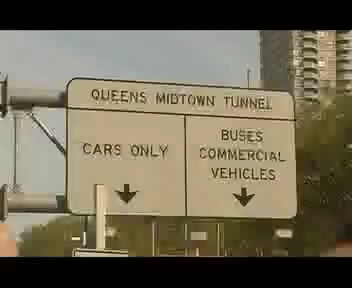 QUEENS MIDTOWN TUNNEL
CARS ONLY
BUSES
COMMERCIAL
VEHICLES